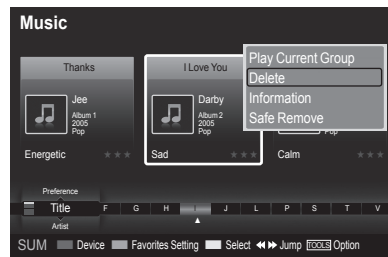 Music
Thanks
Jee
Album 1
2005
Pop
Energetic ★★★
I Love You
Darby
Album 2
2005
Pop
Sad ★★★
Play Current Group
Delete
Information
Safe Remove
Pop
Calm ★★★
Preference
Title F G H I J L P S T V
Artist
SUM Device Favorites Setting Select ◀◀ ▶▶ Jump TOOLS Option